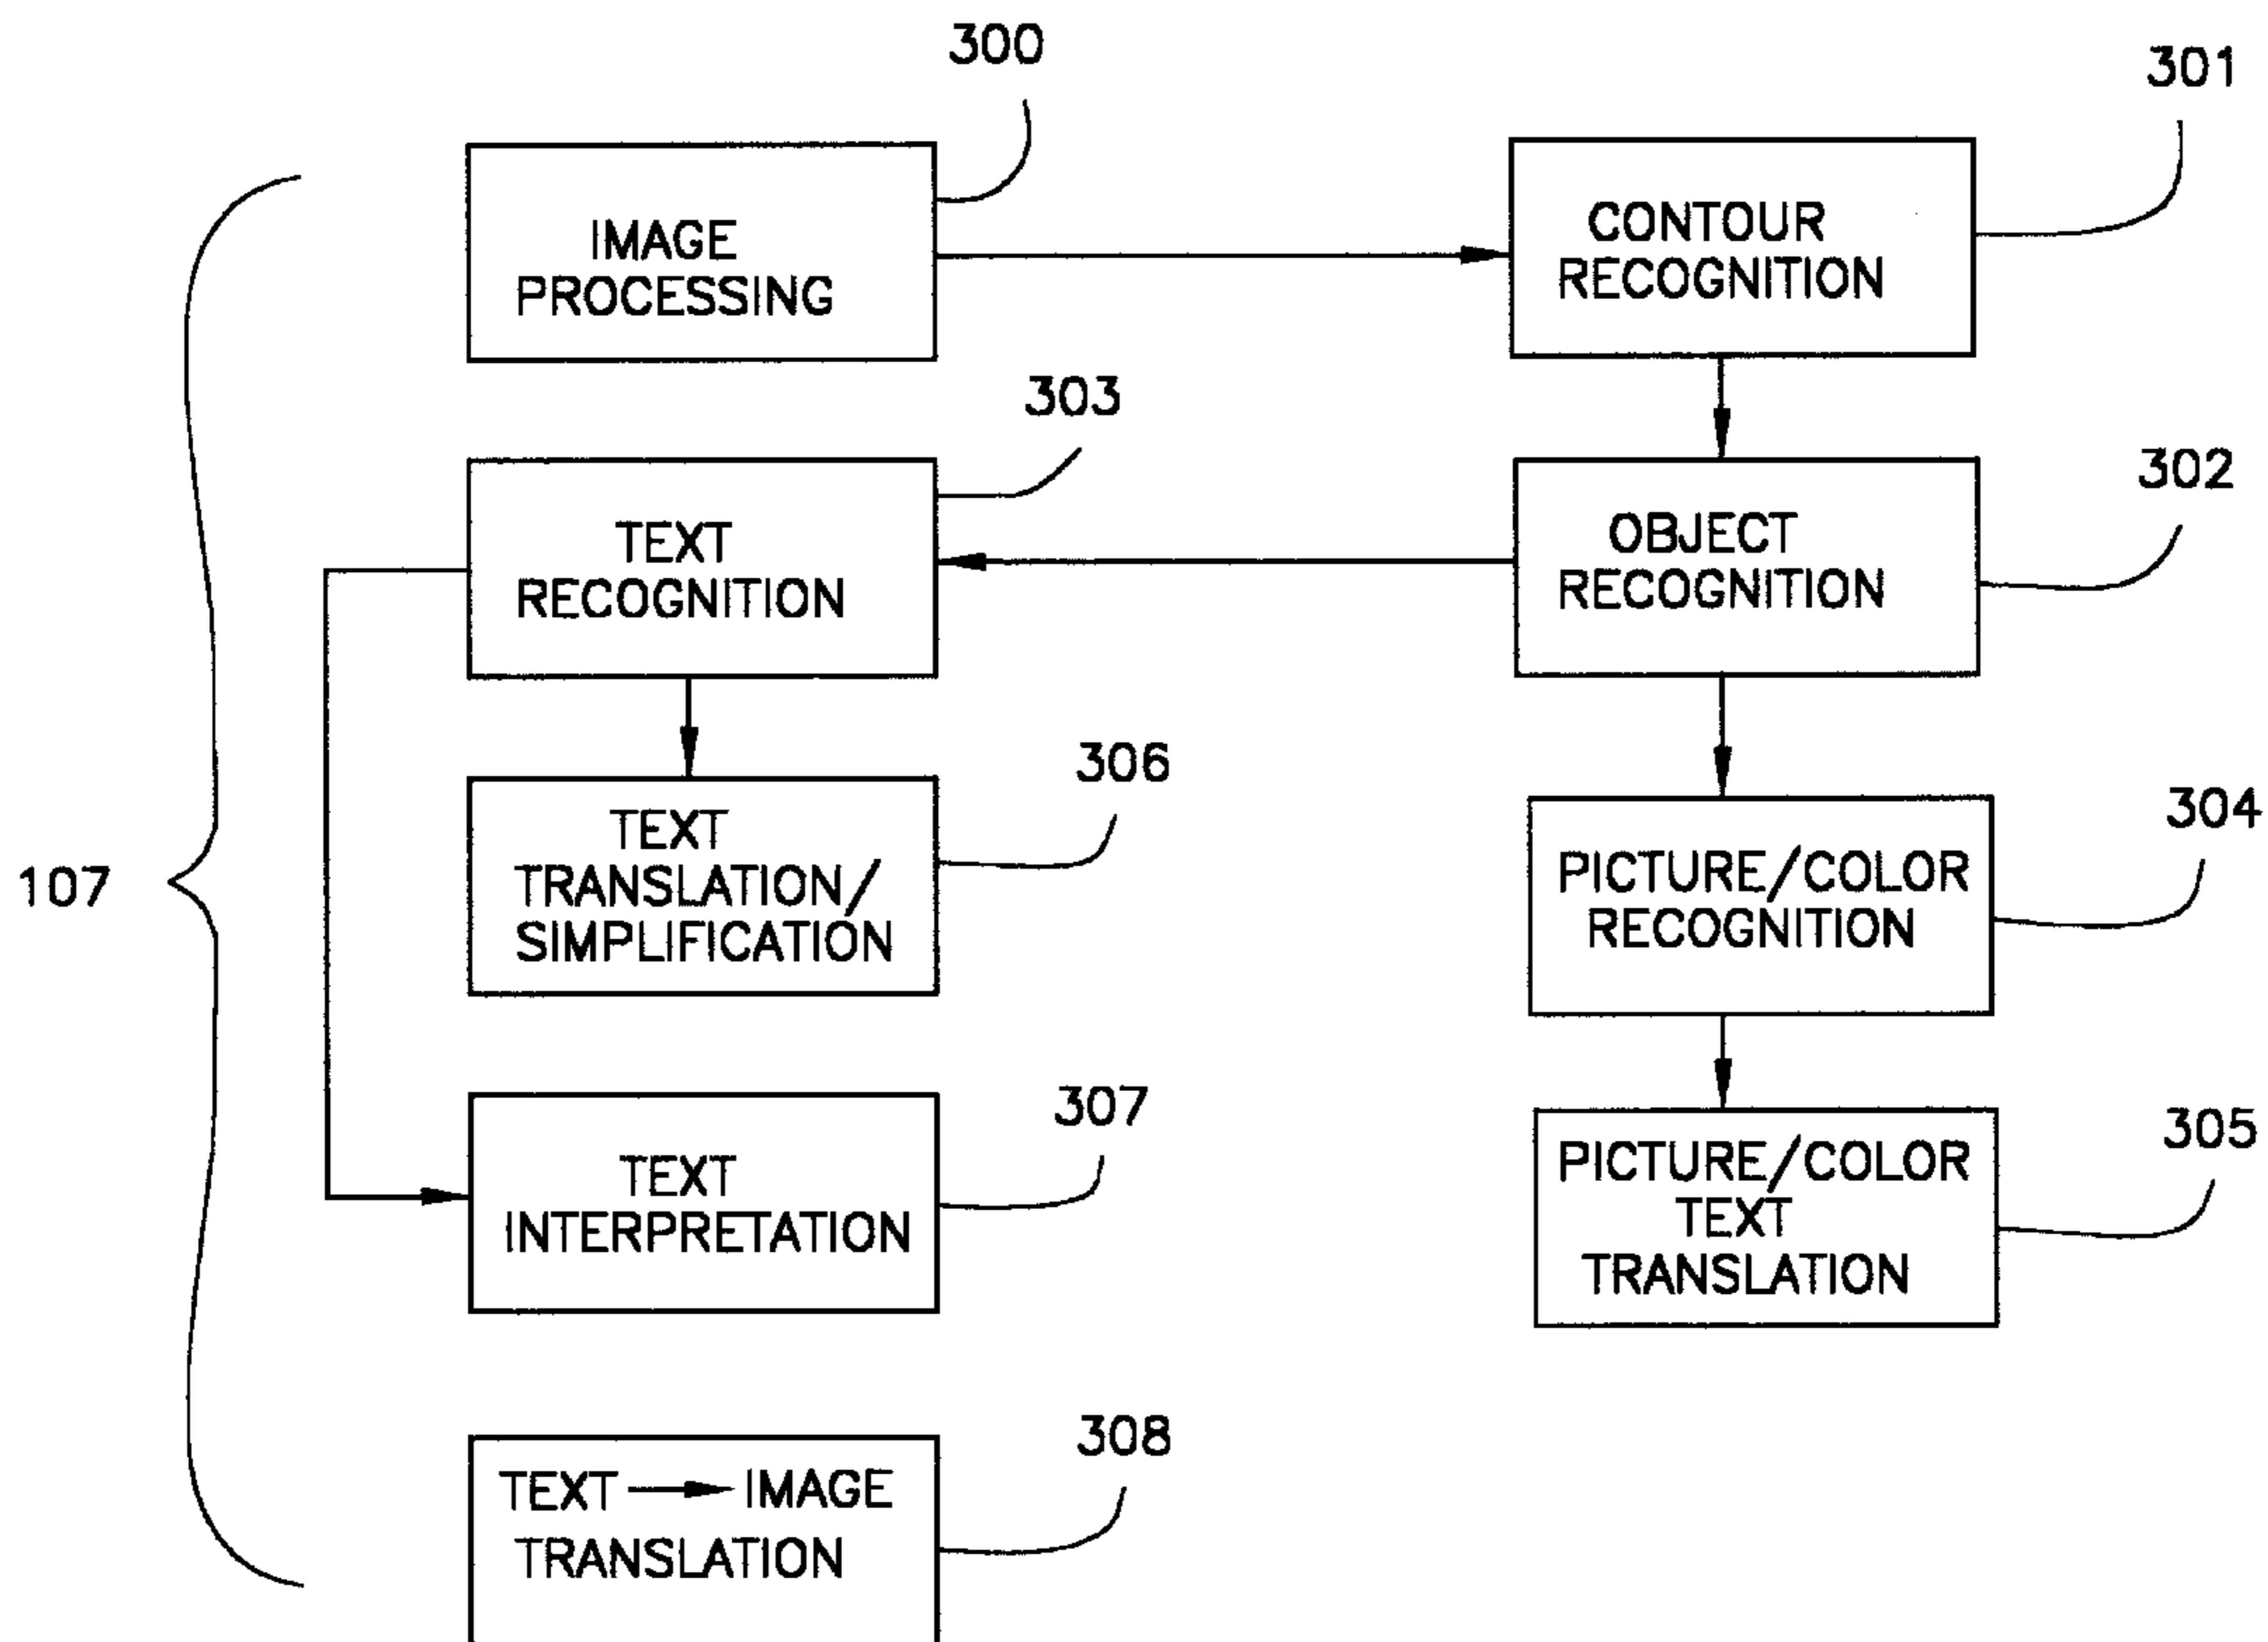 300
301
IMAGE
PROCESSING
CONTOUR
RECOGNITION
303
302
TEXT
RECOGNITION
OBJECT
RECOGNITION
306
304
TEXT
TRANSLATION/
SIMPLIFICATION
PICTURE/COLOR
RECOGNITION
107
307
305
TEXT
INTERPRETATION
PICTURE/COLOR
TEXT
TRANSLATION
308
TEXT → IMAGE
TRANSLATION